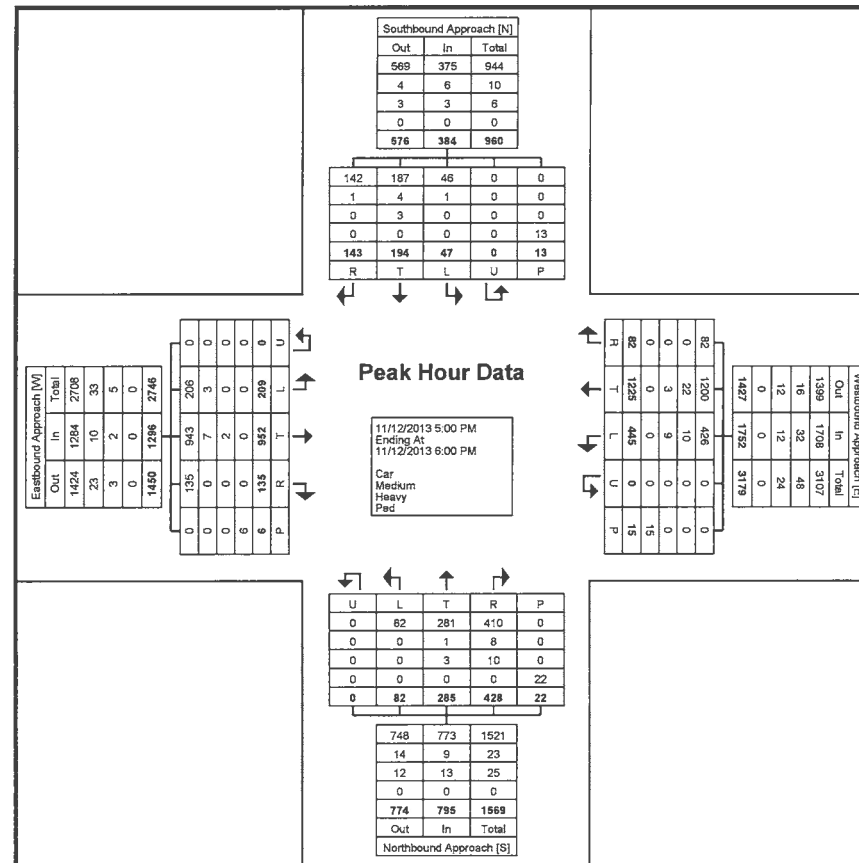 Southbound Approach [N]
Out In Total
569 375 944
4 6 10
3 3 6
0 0 0
576 384 960
142 187 46 0 0
1 4 1 0 0
0 3 0 0 0
0 0 0 0 13
143 194 47 0 13
R T L U P
Eastbound Approach [W]
Out In Total
1424 1284 2708
23 10 33
3 2 5
0 0 0
1450 1296 2746
0 135 943 206 0
0 0 7 3 0
0 0 2 0 0
6 0 0 0 0
6 135 952 209 0
P R T L U
Peak Hour Data
11/12/2013 5:00 PM
Ending At
11/12/2013 6:00 PM
Car
Medium
Heavy
Ped
Westbound Approach [E]
Out In Total
1399 1708 3107
16 32 48
12 12 24
0 0 0
1427 1752 3179
82 1200 426 0 0
0 22 10 0 0
0 3 9 0 0
0 0 0 0 15
82 1225 445 0 15
R T L U P
U L T R P
0 82 281 410 0
0 0 1 8 0
0 0 3 10 0
0 0 0 0 22
0 82 285 428 22
748 773 1521
14 9 23
12 13 25
0 0 0
774 795 1569
Out In Total
Northbound Approach [S]